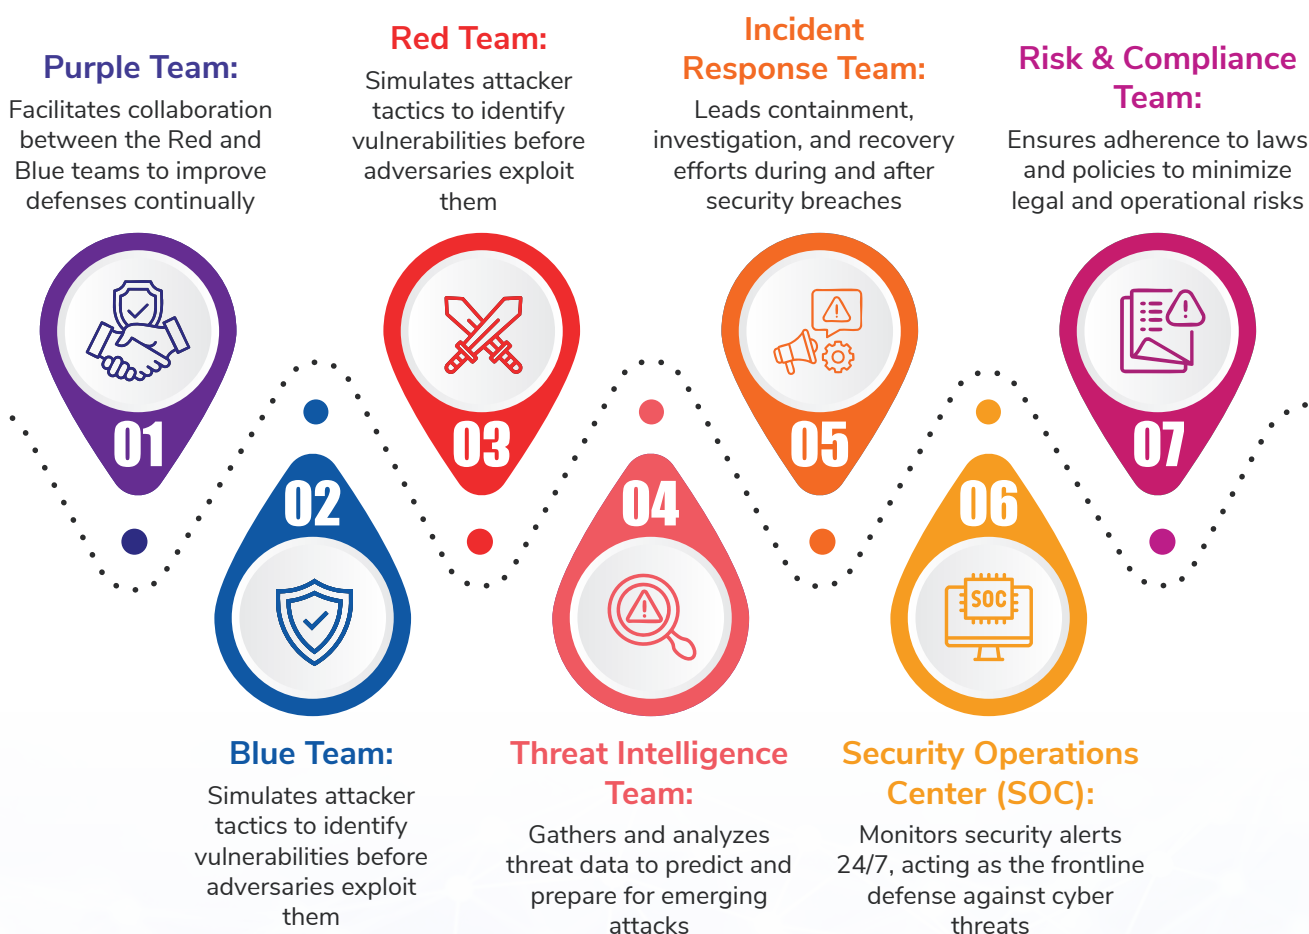 Purple Team:
Facilitates collaboration
between the Red and
Blue teams to improve
defenses continually
01
02
Blue Team:
Simulates attacker
tactics to identify
vulnerabilities before
adversaries exploit
them
Red Team:
Simulates attacker
tactics to identify
vulnerabilities before
adversaries exploit
them
03
04
Threat Intelligence
Team:
Gathers and analyzes
threat data to predict and
prepare for emerging
attacks
Incident
Response Team:
Leads containment,
investigation, and recovery
efforts during and after
security breaches
05
06
SOC
Security Operations
Center (SOC):
Monitors security alerts
24/7, acting as the frontline
defense against cyber
threats
Risk & Compliance
Team:
Ensures adherence to laws
and policies to minimize
legal and operational risks
07